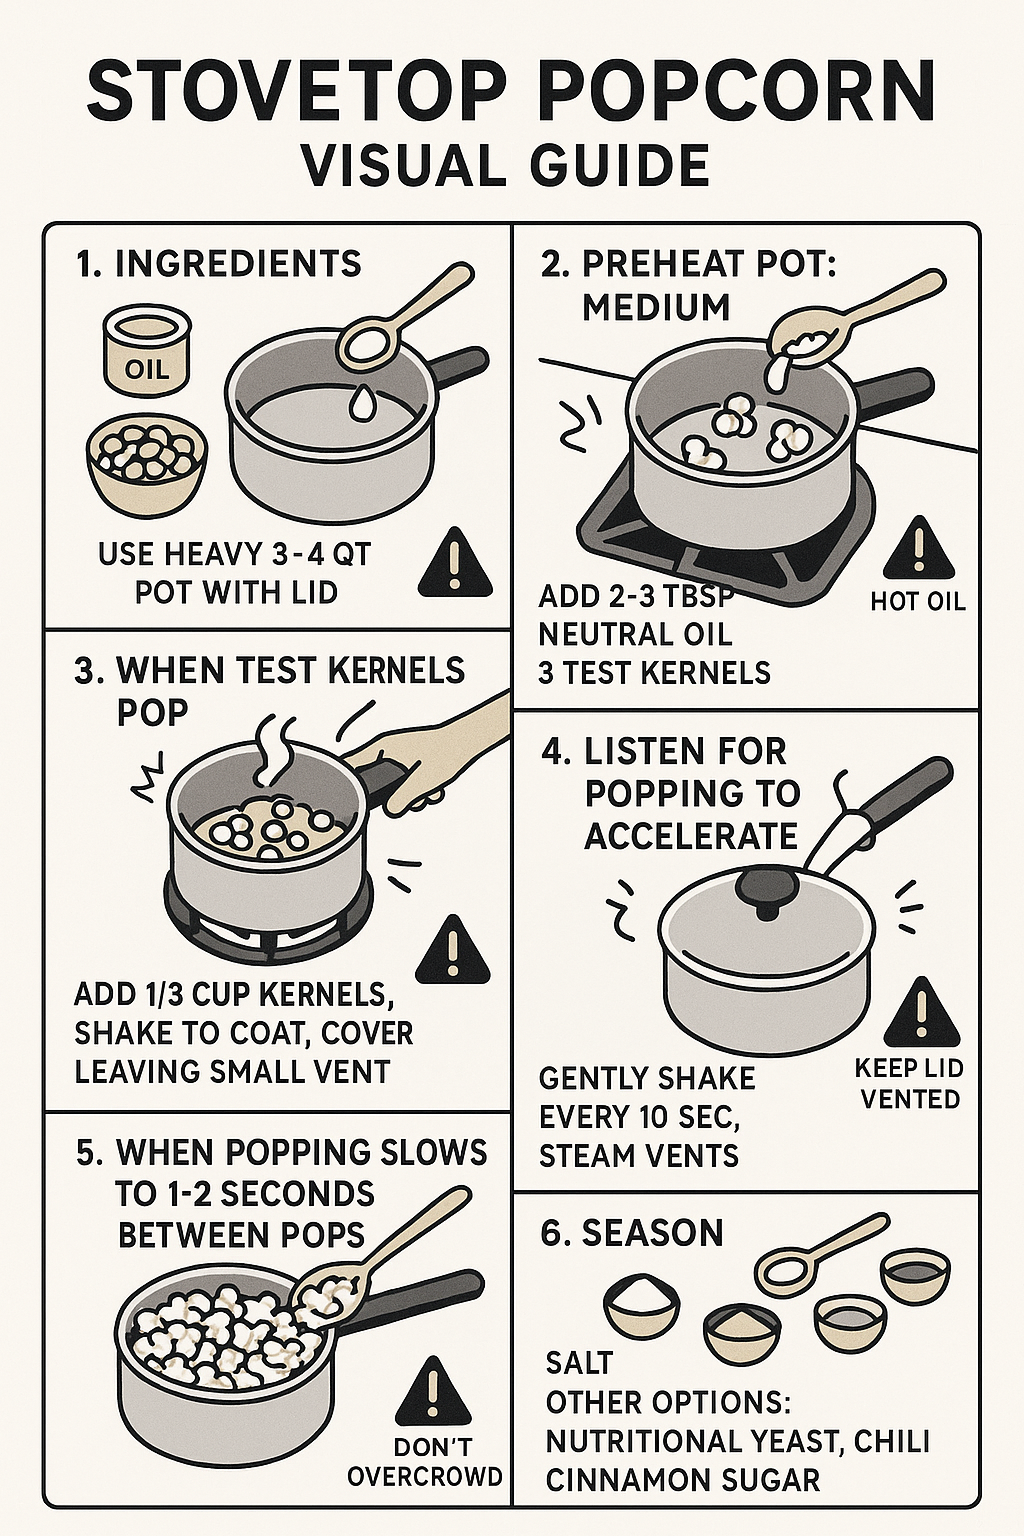 STOVETOP POPCORN
VISUAL GUIDE
1. INGREDIENTS
OIL
USE HEAVY 3-4 QT
POT WITH LID
2. PREHEAT POT:
MEDIUM
HOT OIL
ADD 2-3 TBSP
NEUTRAL OIL
3 TEST KERNELS
3. WHEN TEST KERNELS
POP
ADD 1/3 CUP KERNELS,
SHAKE TO COAT, COVER
LEAVING SMALL VENT
4. LISTEN FOR
POPPING TO
ACCELERATE
KEEP LID
VENTED
GENTLY SHAKE
EVERY 10 SEC,
STEAM VENTS
5. WHEN POPPING SLOWS
TO 1-2 SECONDS
BETWEEN POPS
DON'T
OVERCROWD
6. SEASON
SALT
OTHER OPTIONS:
NUTRITIONAL YEAST, CHILI
CINNAMON SUGAR